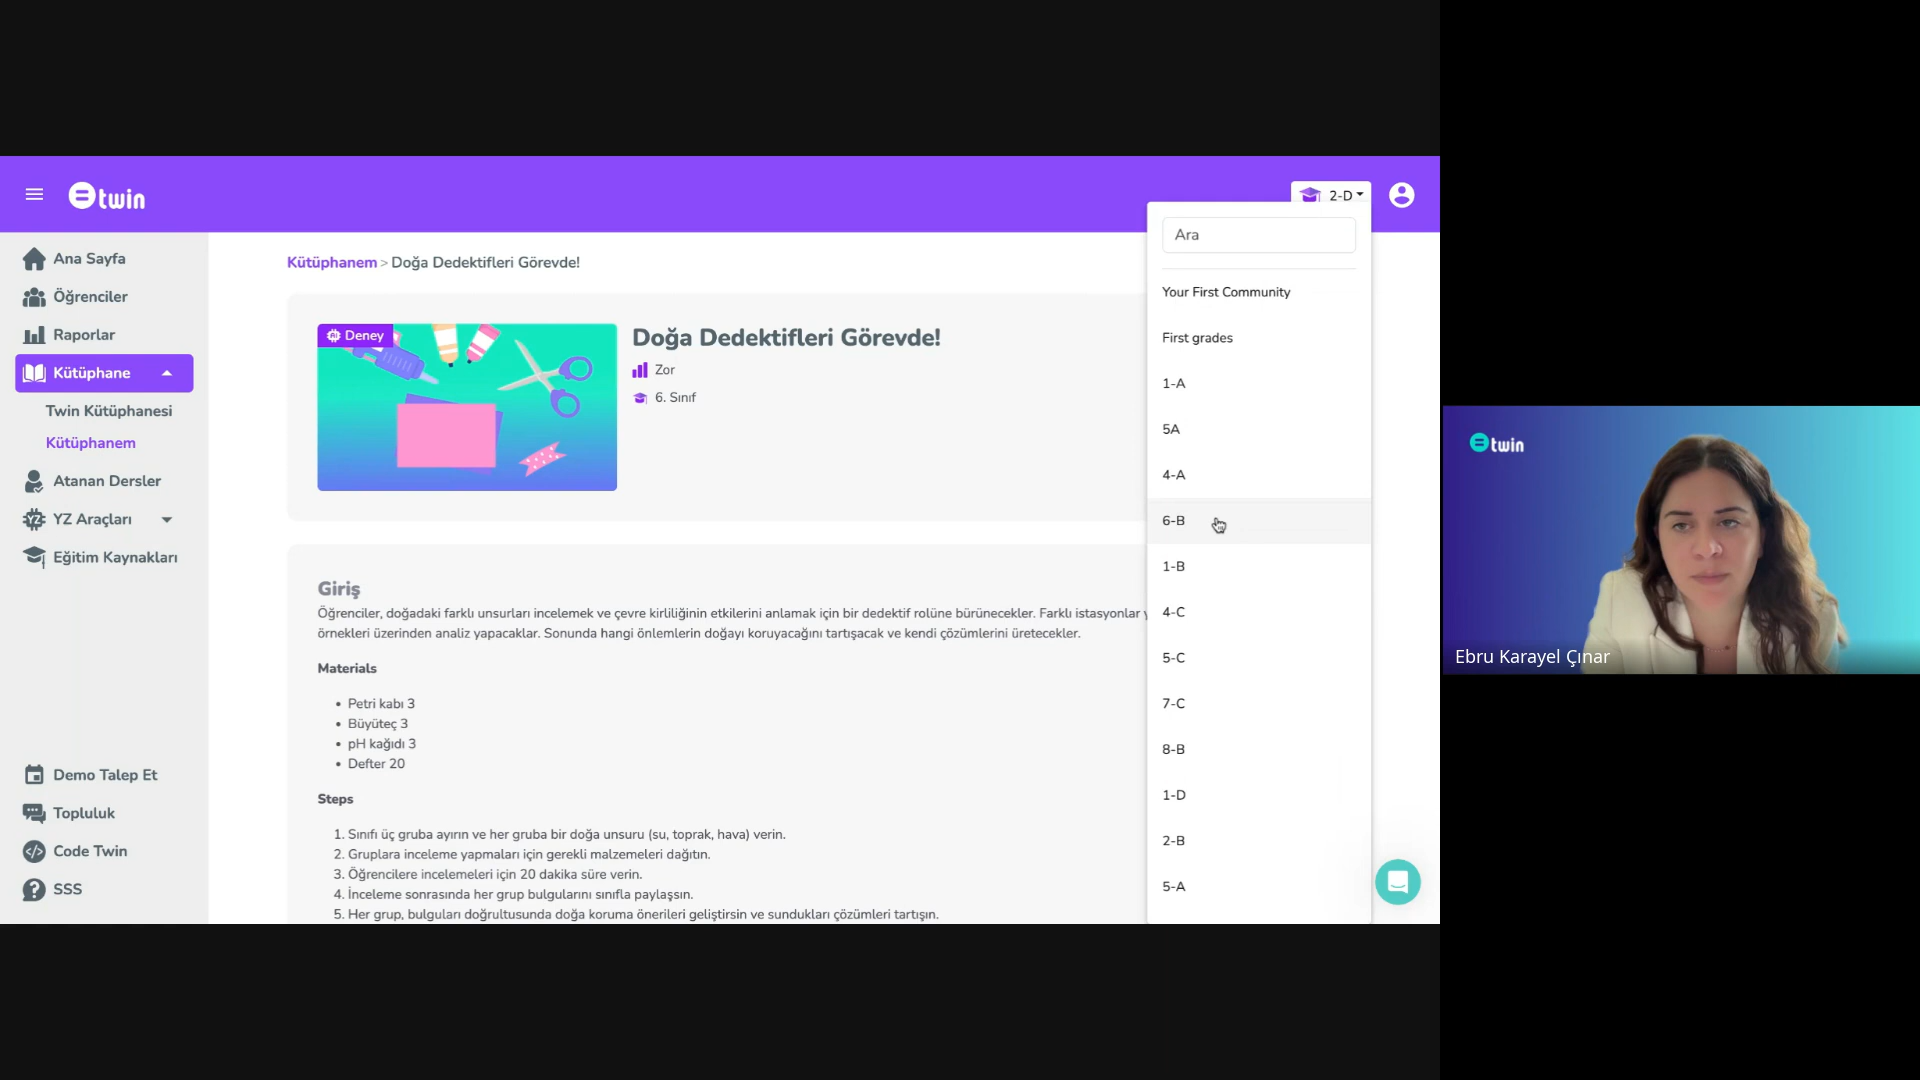 twin
2-D
Ana Sayfa
Öğrenciler
Raporlar
Kütüphane
Twin Kütüphanesi
Kütüphanem
Atanan Dersler
YZ Araçları
Eğitim Kaynakları
Demo Talep Et
Topluluk
Code Twin
SSS
Kütüphanem > Doğa Dedektifleri Görevde!
Deney
Doğa Dedektifleri Görevde!
Zor
6. Sınıf
Giriş
Öğrenciler, doğadaki farklı unsurları incelemek ve çevre kirliliğinin etkilerini anlamak için bir dedektif rolüne bürünecekler. Farklı istasyonlar
örnekleri üzerinden analiz yapacaklar. Sonunda hangi önlemlerin doğayı koruyacağını tartışacak ve kendi çözümlerini üretecekler.
Materials
• Petri kabı 3
• Büyüteç 3
• pH kağıdı 3
• Defter 20
Steps
1. Sınıfı üç gruba ayırın ve her gruba bir doğa unsuru (su, toprak, hava) verin.
2. Gruplara inceleme yapmaları için gerekli malzemeleri dağıtın.
3. Öğrencilere incelemeleri için 20 dakika süre verin.
4. İnceleme sonrasında her grup bulgularını sınıfla paylaşsın.
5. Her grup, bulguları doğrultusunda doğa koruma önerileri geliştirsin ve sundukları çözümleri tartışın.
Ara
Your First Community
First grades
1-A
5A
4-A
6-B
1-B
4-C
5-C
7-C
8-B
1-D
2-B
5-A
twin
Ebru Karayel Çınar